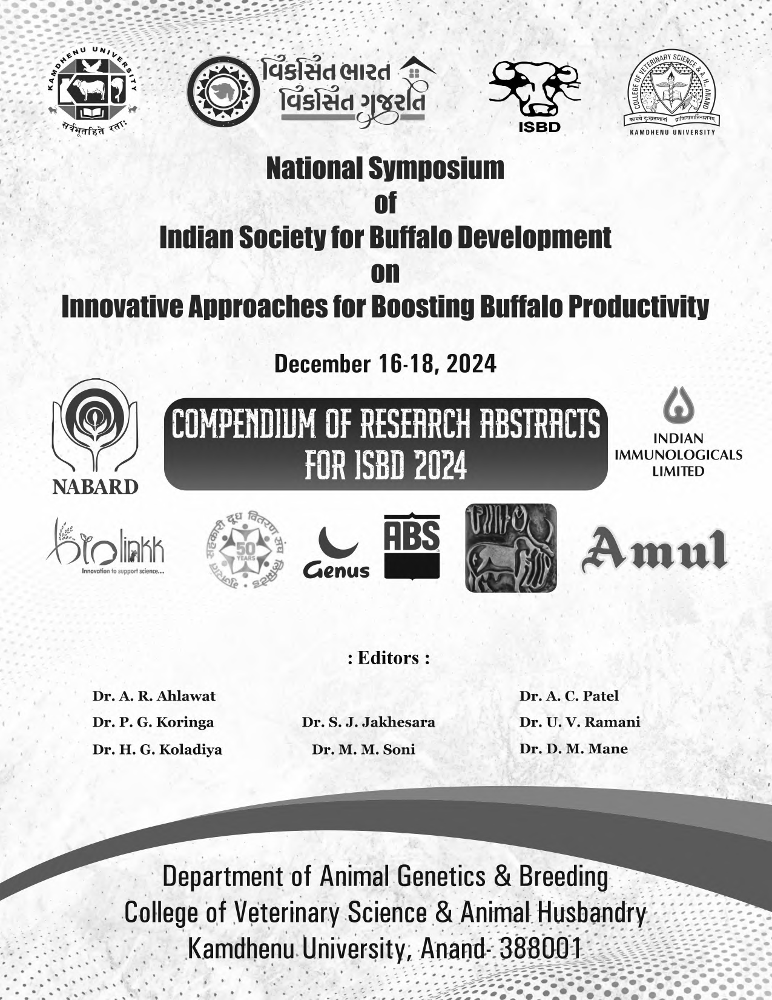 KAMDHENU UNIVERSITY
सर्वभूतहिते रताः
વિકસિત ભારત
વિકસિત ગુજરાત
ISBD
COLLEGE OF VETERINARY SCIENCE & A. H., ANAND
कामये दुःखतप्तानां प्राणिनामार्तिनाशनम्
KAMDHENU UNIVERSITY
National Symposium
of
Indian Society for Buffalo Development
on
Innovative Approaches for Boosting Buffalo Productivity
December 16-18, 2024
NABARD
COMPENDIUM OF RESEARCH ABSTRACTS
FOR ISBD 2024
INDIAN
IMMUNOLOGICALS
LIMITED
biolinkk
Innovation to support science....
सहकारी दूध वितरण संघ लिमिटेड • गुजरात
50
YEARS
Genus
ABS
®
Amul
: Editors :
Dr. A. R. Ahlawat
Dr. A. C. Patel
Dr. P. G. Koringa
Dr. S. J. Jakhesara
Dr. U. V. Ramani
Dr. H. G. Koladiya
Dr. M. M. Soni
Dr. D. M. Mane
Department of Animal Genetics & Breeding
College of Veterinary Science & Animal Husbandry
Kamdhenu University, Anand- 388001